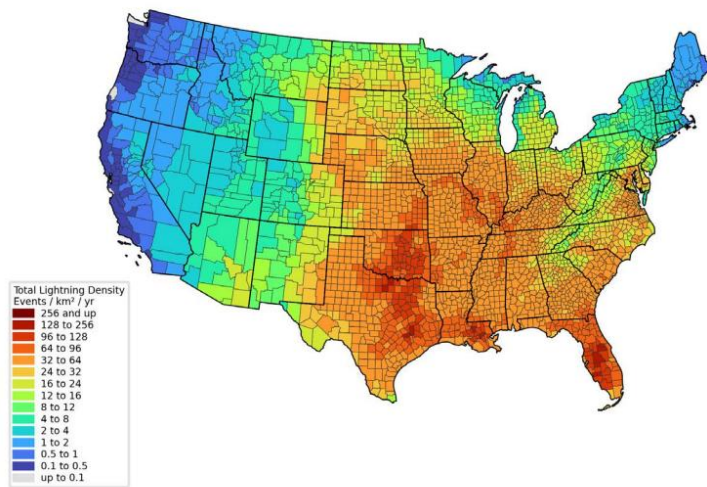 Total Lightning Density
Events / km² / yr
256 and up
128 to 256
96 to 128
64 to 96
32 to 64
24 to 32
16 to 24
12 to 16
8 to 12
4 to 8
2 to 4
1 to 2
0.5 to 1
0.1 to 0.5
up to 0.1